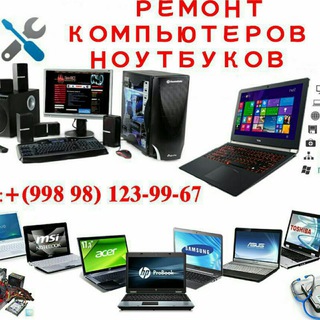 РЕМОНТ
КОМПЬЮТЕРОВ
НОУТБУКОВ
:+(998 98) 123-99-67
msi
acer
hp ProBook
SAMSUNG
ASUS
TOSHIBA